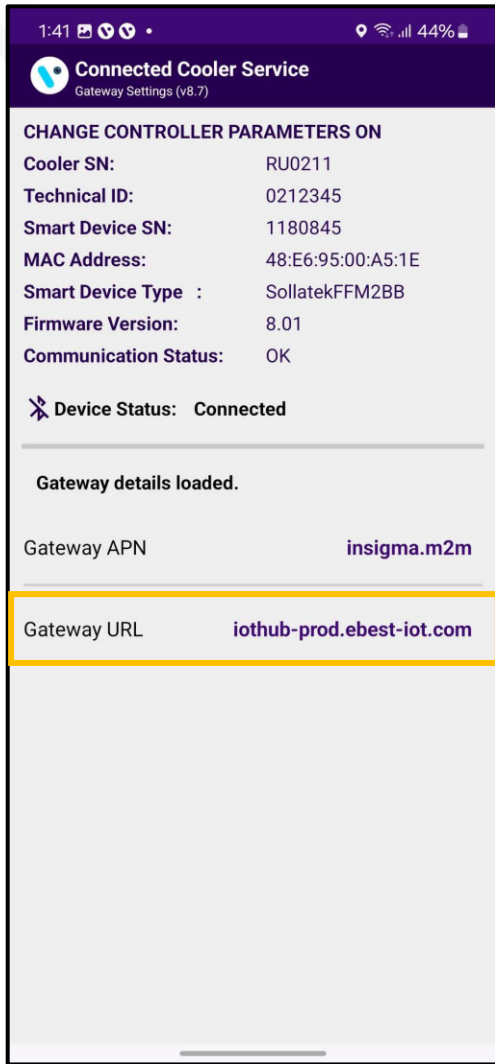 1:41 • 44%
Connected Cooler Service
Gateway Settings (v8.7)
CHANGE CONTROLLER PARAMETERS ON
Cooler SN: RU0211
Technical ID: 0212345
Smart Device SN: 1180845
MAC Address: 48:E6:95:00:A5:1E
Smart Device Type : SollatekFFM2BB
Firmware Version: 8.01
Communication Status: OK
Device Status: Connected
Gateway details loaded.
Gateway APN insigma.m2m
Gateway URL iothub-prod.ebest-iot.com